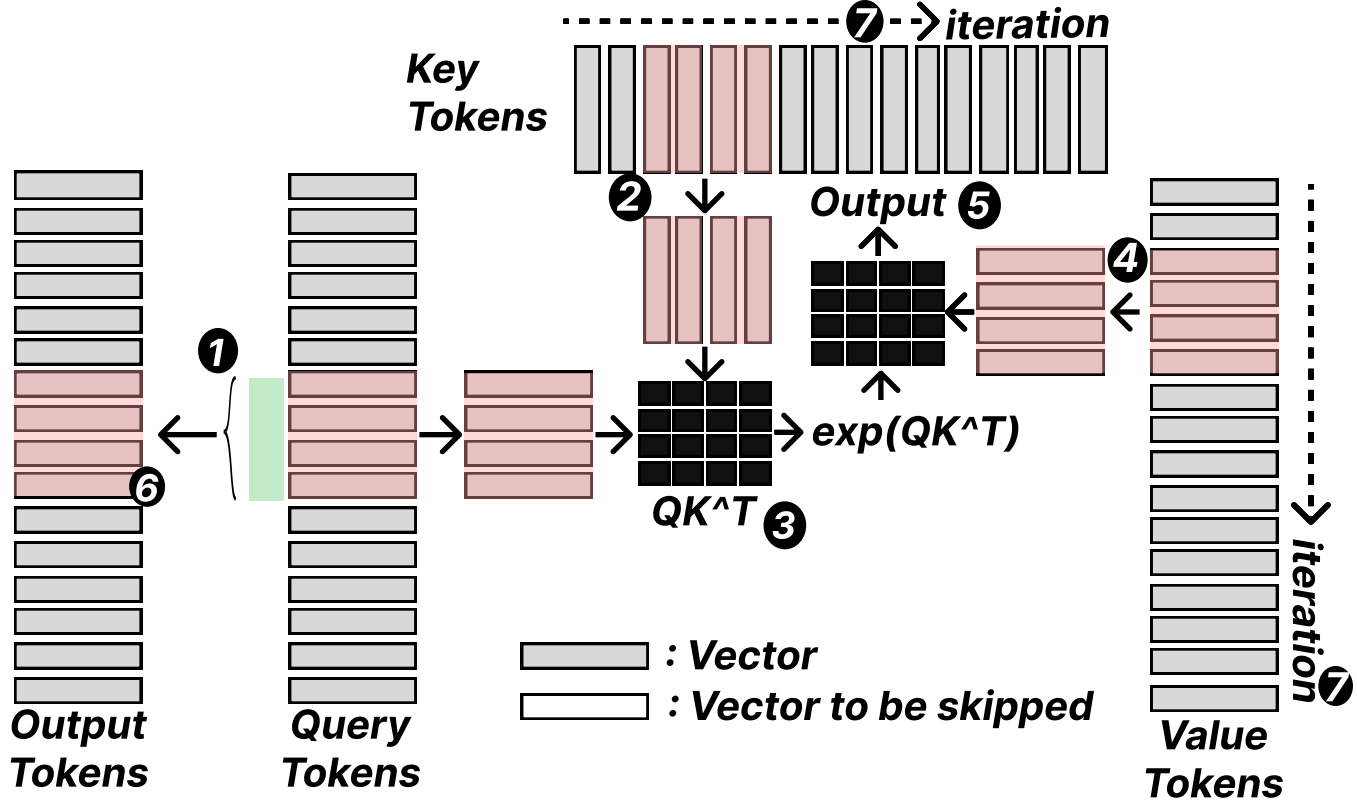 7 iteration
Key
Tokens
2
Output 5
4
1
exp(QK^T)
6
QK^T 3
iteration 7
: Vector
: Vector to be skipped
Output
Tokens
Query
Tokens
Value
Tokens